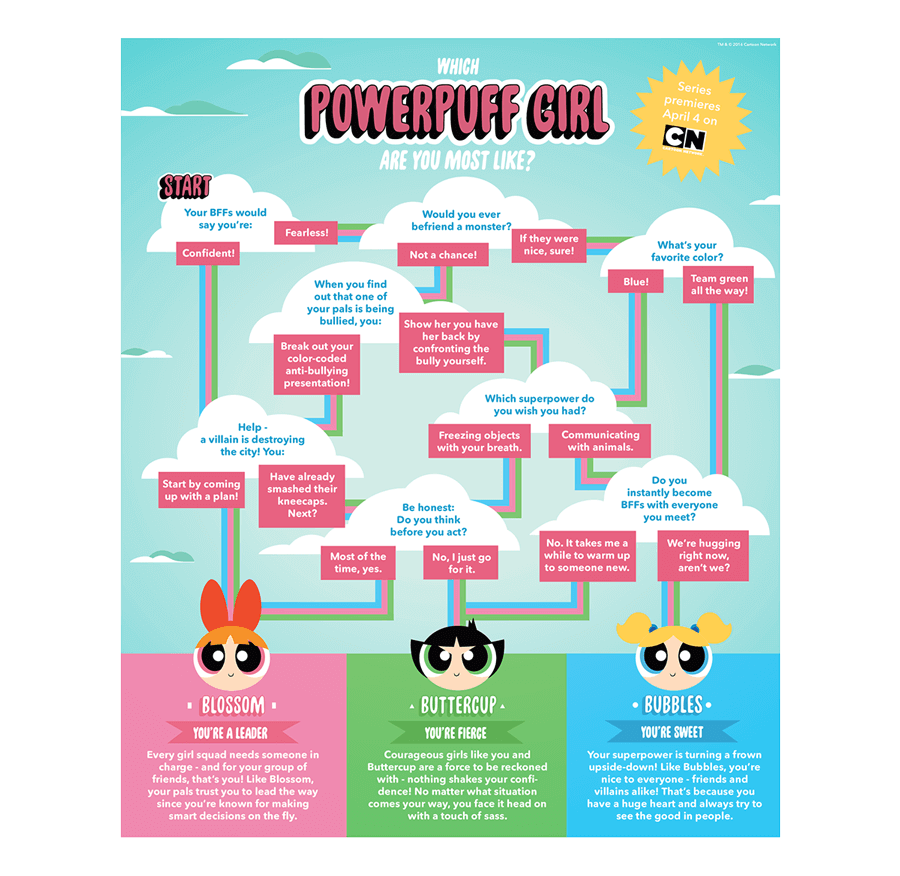 TM & © 2016 Cartoon Network
WHICH
POWERPUFF GIRL
ARE YOU MOST LIKE?
Series
premieres
April 4 on
CN
CARTOON NETWORK
START
Your BFFs would
say you're:
Fearless!
Confident!
Would you ever
befriend a monster?
Not a chance!
If they were
nice, sure!
What's your
favorite color?
Blue!
Team green
all the way!
When you find
out that one of
your pals is being
bullied, you:
Break out your
color-coded
anti-bullying
presentation!
Show her you have
her back by
confronting the
bully yourself.
Which superpower do
you wish you had?
Freezing objects
with your breath.
Communicating
with animals.
Help -
a villain is destroying
the city! You:
Start by coming
up with a plan!
Have already
smashed their
kneecaps.
Next?
Be honest:
Do you think
before you act?
Most of the
time, yes.
No, I just go
for it.
Do you
instantly become
BFFs with everyone
you meet?
No. It takes me a
while to warm up
to someone new.
We're hugging
right now,
aren't we?
BLOSSOM
YOU'RE A LEADER
Every girl squad needs someone in
charge - and for your group of
friends, that's you! Like Blossom,
your pals trust you to lead the way
since you're known for making
smart decisions on the fly.
BUTTERCUP
YOU'RE FIERCE
Courageous girls like you and
Buttercup are a force to be reckoned
with - nothing shakes your confi-
dence! No matter what situation
comes your way, you face it head on
with a touch of sass.
BUBBLES
YOU'RE SWEET
Your superpower is turning a frown
upside-down! Like Bubbles, you're
nice to everyone - friends and
villains alike! That's because you
have a huge heart and always try to
see the good in people.